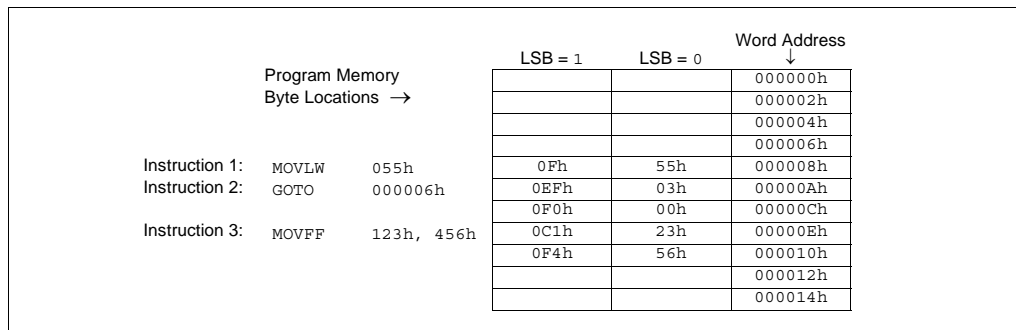 Word Address
LSB = 1 LSB = 0 ↓
Program Memory 000000h
Byte Locations → 000002h
000004h
000006h
Instruction 1: MOVLW 055h 0Fh 55h 000008h
Instruction 2: GOTO 000006h 0EFh 03h 00000Ah
0F0h 00h 00000Ch
Instruction 3: MOVFF 123h, 456h 0C1h 23h 00000Eh
0F4h 56h 000010h
000012h
000014h